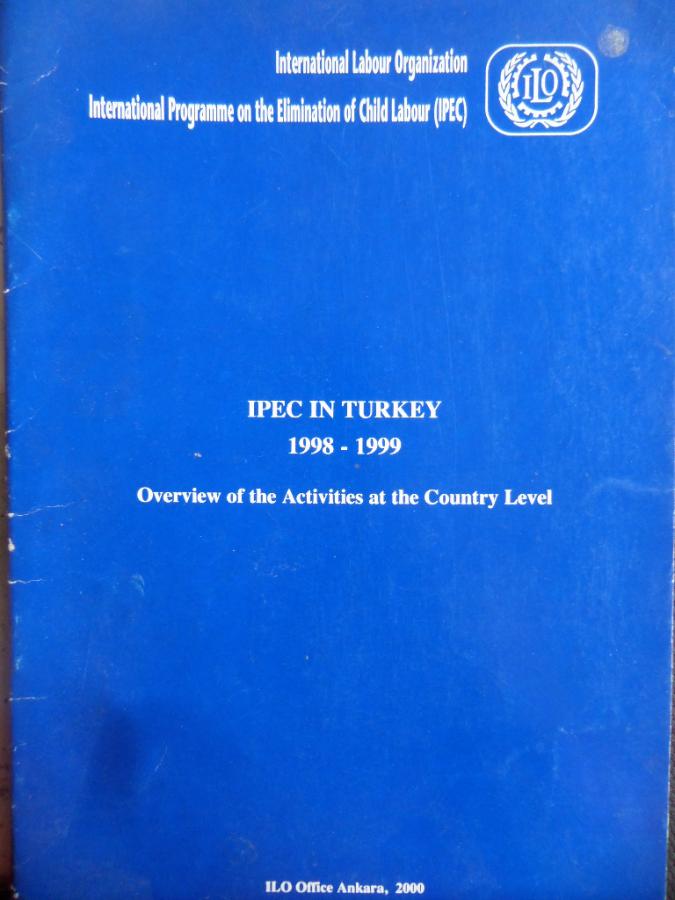 International Labour Organization
International Programme on the Elimination of Child Labour (IPEC)
ILO
IPEC IN TURKEY
1998 - 1999
Overview of the Activities at the Country Level
ILO Office Ankara, 2000